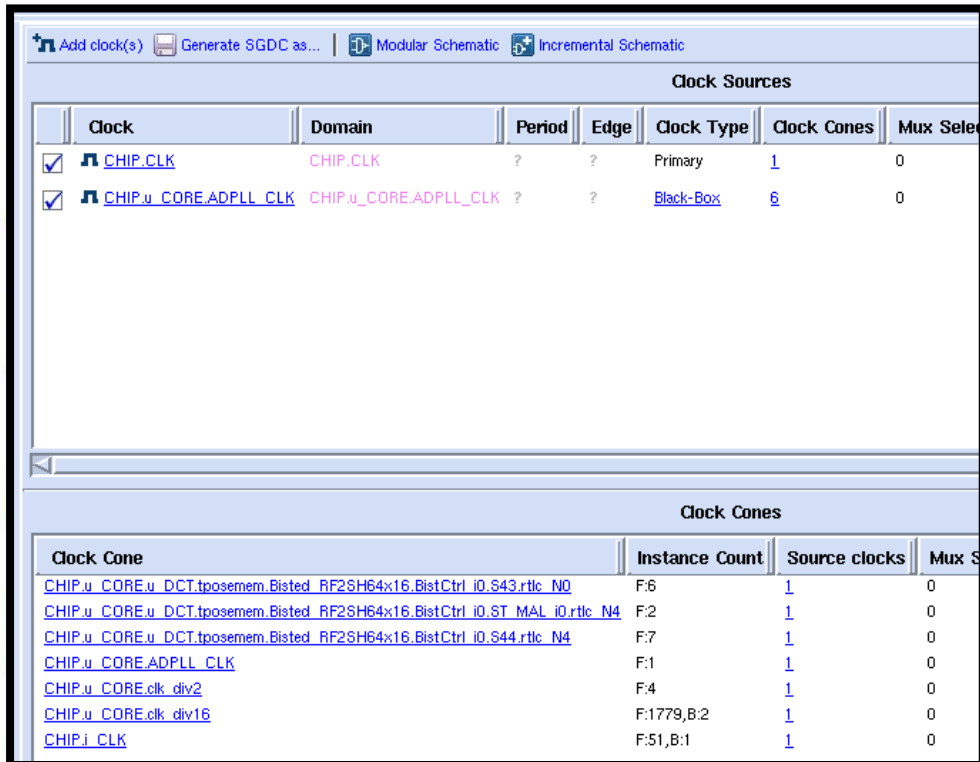 Add clock(s) Generate SGDC as... Modular Schematic Incremental Schematic
Clock Sources
Clock Domain Period Edge Clock Type Clock Cones Mux Selec
CHIP.CLK CHIP.CLK ? ? Primary 1 0
CHIP.u_CORE.ADPLL_CLK CHIP.u_CORE.ADPLL_CLK ? ? Black-Box 6 0
Clock Cones
Clock Cone Instance Count Source clocks Mux S
CHIP.u_CORE.u_DCT.tposemem.Bisted_RF2SH64x16.BistCtrl_i0.S43.rtlc_N0 F:6 1 0
CHIP.u_CORE.u_DCT.tposemem.Bisted_RF2SH64x16.BistCtrl_i0.ST_MAL_i0.rtlc_N4 F:2 1 0
CHIP.u_CORE.u_DCT.tposemem.Bisted_RF2SH64x16.BistCtrl_i0.S44.rtlc_N4 F:7 1 0
CHIP.u_CORE.ADPLL_CLK F:1 1 0
CHIP.u_CORE.clk_div2 F:4 1 0
CHIP.u_CORE.clk_div16 F:1779,B:2 1 0
CHIP.i_CLK F:51,B:1 1 0